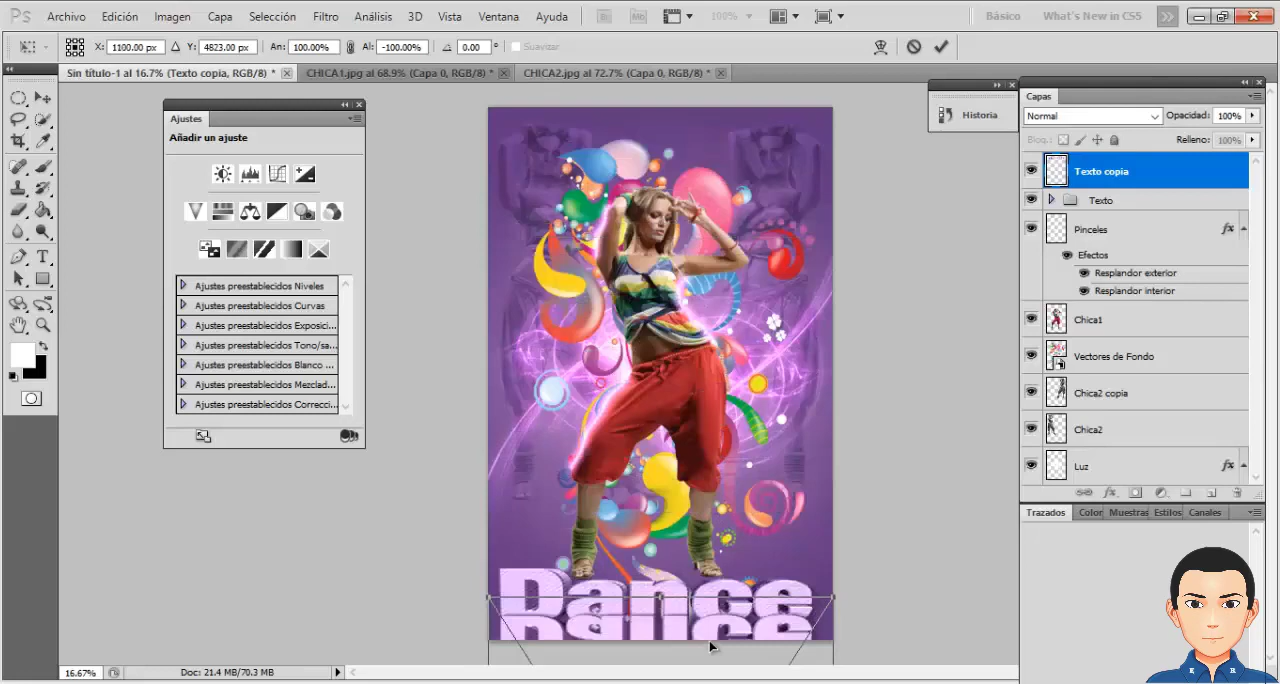 Ps Archivo Edición Imagen Capa Selección Filtro Análisis 3D Vista Ventana Ayuda Br Mb 100% Básico What's New in CS5
X: 1100.00 px Y: 4823.00 px An: 100.00% Al: -100.00% 0.00 ° Suavizar
Sin título-1 al 16.7% (Texto copia, RGB/8) * CHICA1.jpg al 68.9% (Capa 0, RGB/8) * CHICA2.jpg al 72.7% (Capa 0, RGB/8) *
Ajustes
Añadir un ajuste
Ajustes preestablecidos Niveles
Ajustes preestablecidos Curvas
Ajustes preestablecidos Exposici...
Ajustes preestablecidos Tono/sa...
Ajustes preestablecidos Blanco ...
Ajustes preestablecidos Mezclad...
Ajustes preestablecidos Correcci...
Historia
Capas
Normal Opacidad: 100%
Bloq.: Relleno: 100%
Texto copia
Texto
Pinceles fx
Efectos
Resplandor exterior
Resplandor interior
Chica1
Vectores de Fondo
Chica2 copia
Chica2
Luz fx
Trazados Color Muestras Estilos Canales
Dance
16.67% Doc: 21.4 MB/70.3 MB